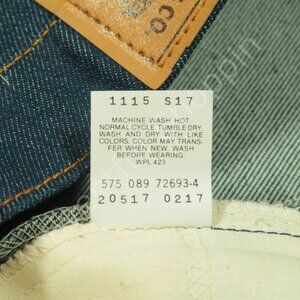 CO
1115 S17
MACHINE WASH HOT
NORMAL CYCLE, TUMBLE DRY.
WASH AND DRY WITH LIKE
COLORS. COLOR MAY TRANS-
FER WHEN NEW. WASH
BEFORE WEARING.
WPL 423
575 089 72693-4
20517 0217